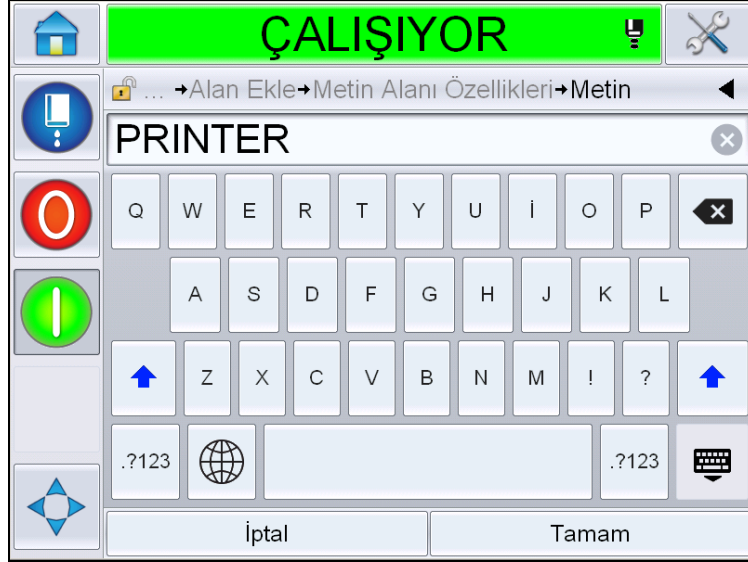 ÇALIŞIYOR
... →Alan Ekle→Metin Alanı Özellikleri→Metin
PRINTER
Q W E R T Y U İ O P
A S D F G H J K L
Z X C V B N M ! ?
.?123 .?123
İptal Tamam